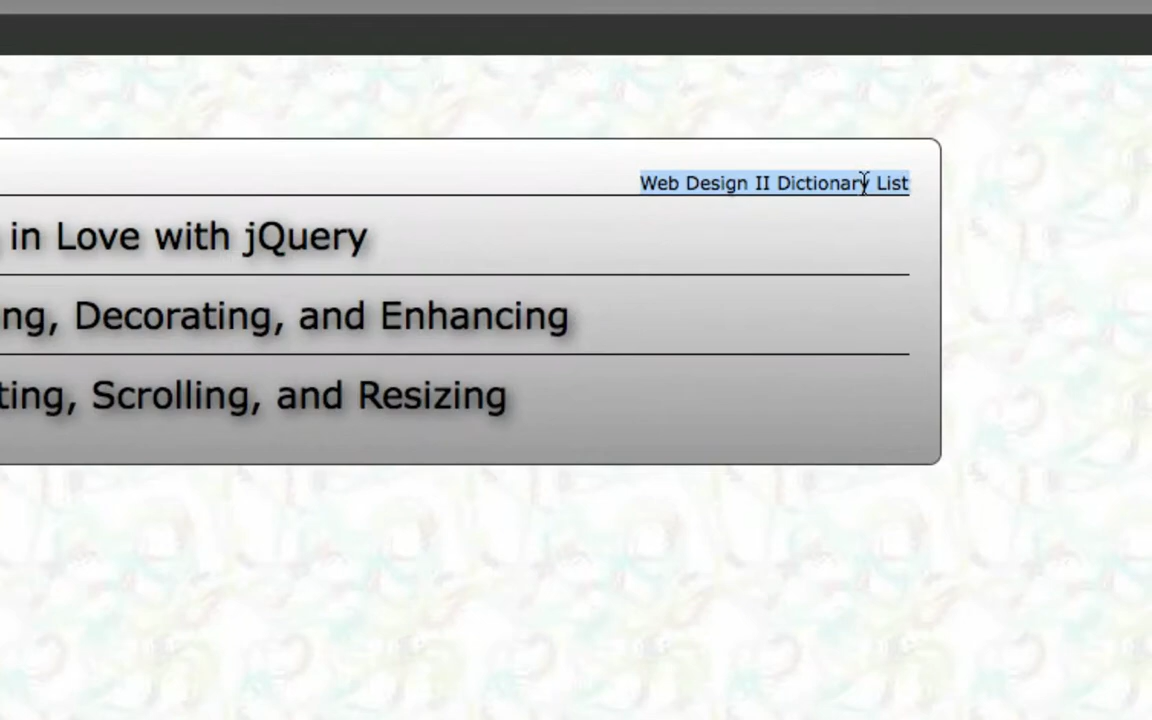 Web Design II Dictionary List
in Love with jQuery
ng, Decorating, and Enhancing
ting, Scrolling, and Resizing